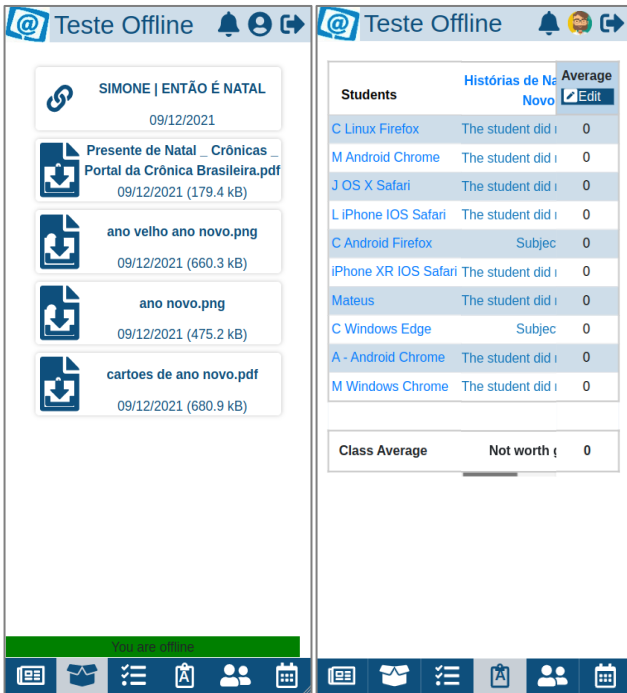 Teste Offline
SIMONE | ENTÃO É NATAL
09/12/2021
Presente de Natal _ Crônicas _
Portal da Crônica Brasileira.pdf
09/12/2021 (179.4 kB)
ano velho ano novo.png
09/12/2021 (660.3 kB)
ano novo.png
09/12/2021 (475.2 kB)
cartoes de ano novo.pdf
09/12/2021 (680.9 kB)
You are offline
Teste Offline
Students
Histórias de Na
Novo
Average
Edit
C Linux Firefox The student did 0
M Android Chrome The student did 0
J OS X Safari The student did 0
L iPhone IOS Safari The student did 0
C Android Firefox Subjec 0
iPhone XR IOS Safari The student did 0
Mateus The student did 0
C Windows Edge Subjec 0
A - Android Chrome The student did 0
M Windows Chrome The student did 0
Class Average Not worth 0